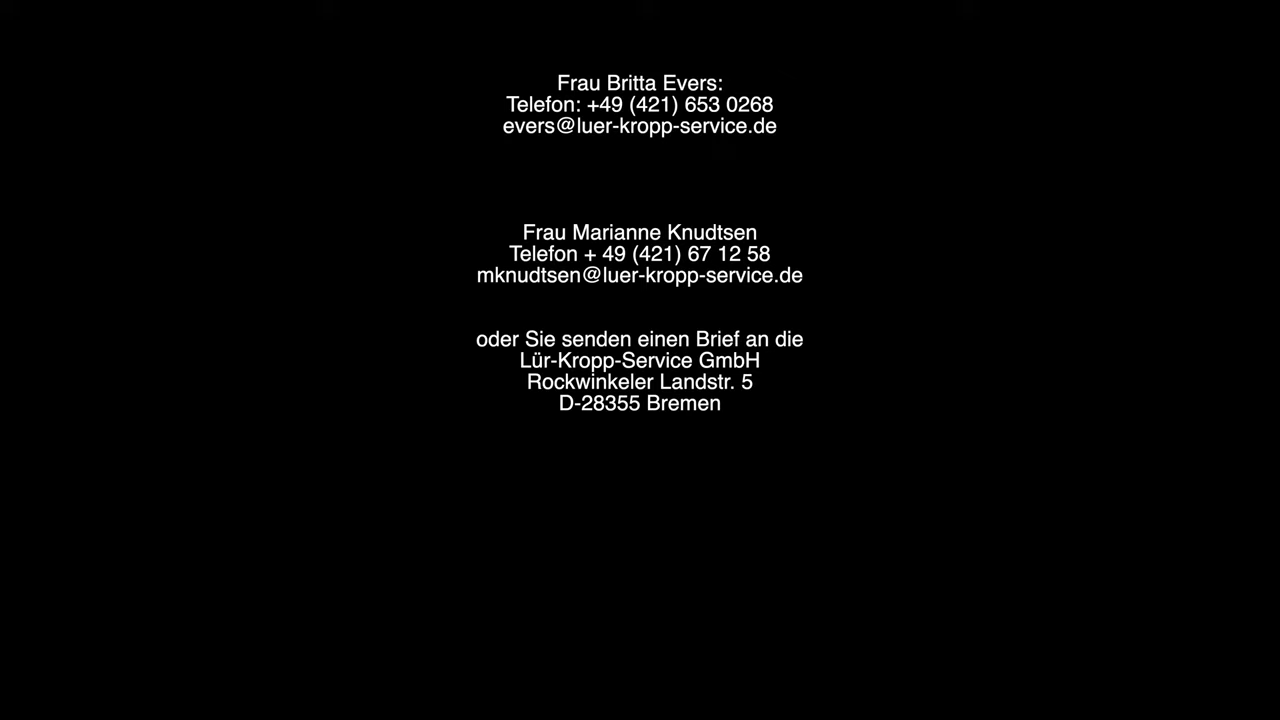 Frau Britta Evers:
Telefon: +49 (421) 653 0268
evers@luer-kropp-service.de
Frau Marianne Knudtsen
Telefon + 49 (421) 67 12 58
mknudtsen@luer-kropp-service.de
oder Sie senden einen Brief an die
Lür-Kropp-Service GmbH
Rockwinkeler Landstr. 5
D-28355 Bremen